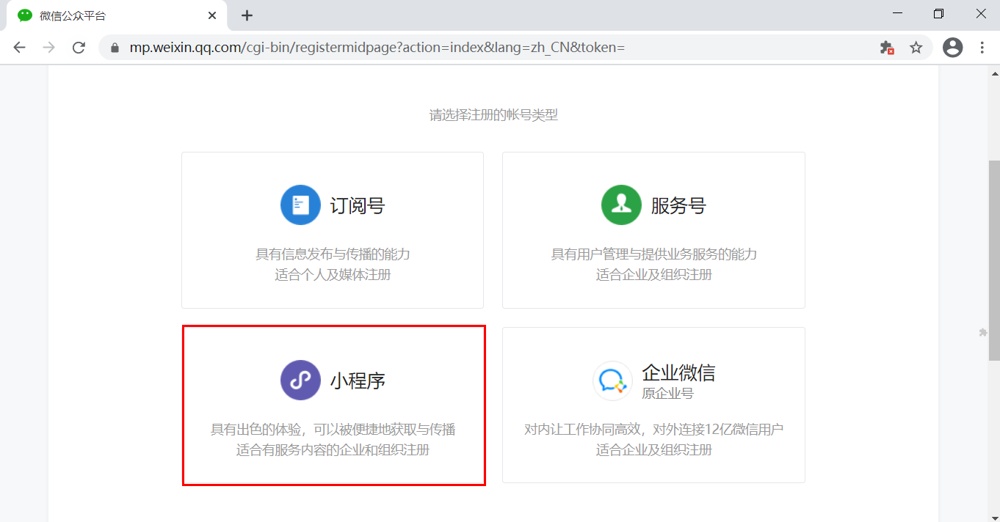 微信公众平台
mp.weixin.qq.com/cgi-bin/registermidpage?action=index&lang=zh_CN&token=
请选择注册的帐号类型
订阅号
具有信息发布与传播的能力
适合个人及媒体注册
服务号
具有用户管理与提供业务服务的能力
适合企业及组织注册
小程序
具有出色的体验，可以被便捷地获取与传播
适合有服务内容的企业和组织注册
企业微信
原企业号
对内让工作协同高效，对外连接12亿微信用户
适合企业及组织注册